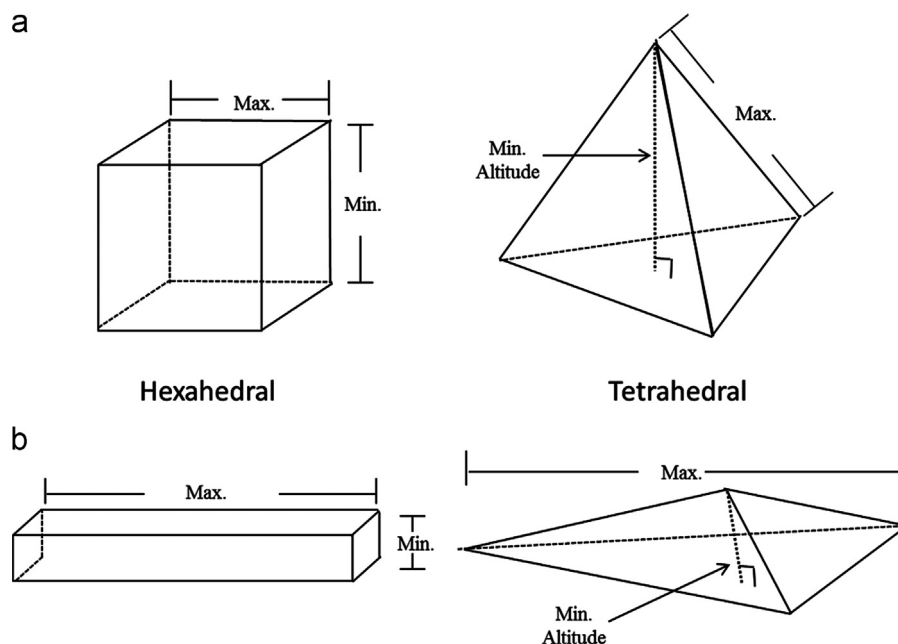 a
Max.
Min.
Max.
Min.
Altitude
Hexahedral
Tetrahedral
b
Max.
Min.
Max.
Min.
Altitude